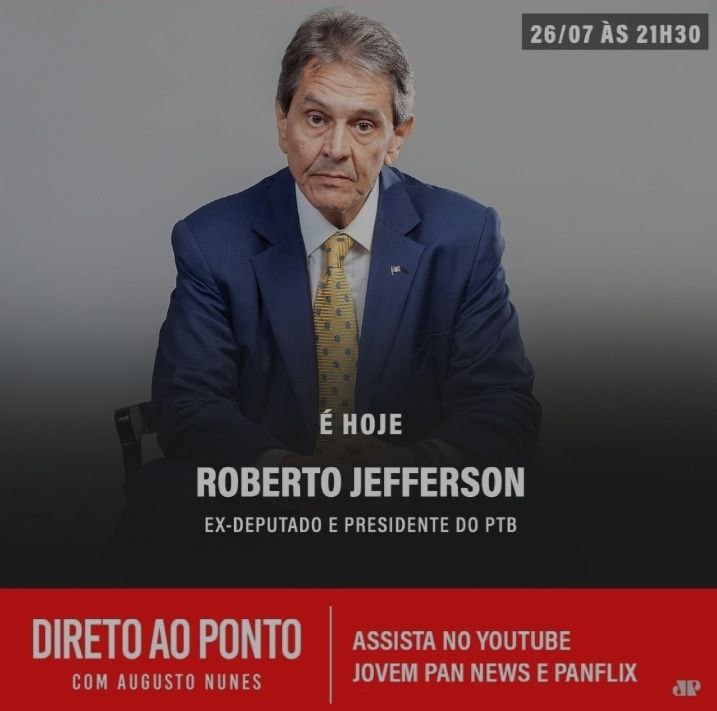 26/07 ÀS 21H30
É HOJE
ROBERTO JEFFERSON
EX-DEPUTADO E PRESIDENTE DO PTB
DIRETO AO PONTO
COM AUGUSTO NUNES
ASSISTA NO YOUTUBE
JOVEM PAN NEWS E PANFLIX
JP